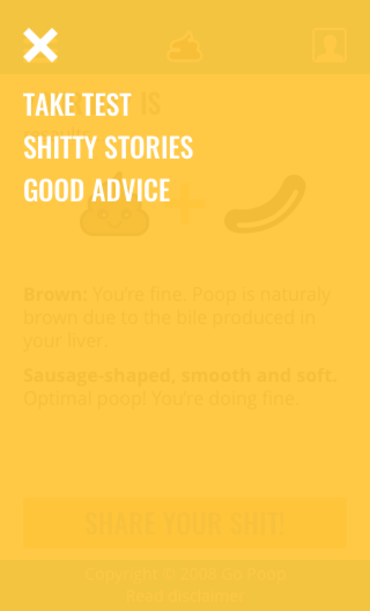 IS
TAKE TEST
SHITTY STORIES
GOOD ADVICE
Brown: You're fine. Poop is naturaly
brown due to the bile produced in
your liver.
Sausage-shaped, smooth and soft.
Optimal poop! You're doing fine.
SHARE YOUR SHIT!
Copyright © 2008 Go Poop
Read disclaimer